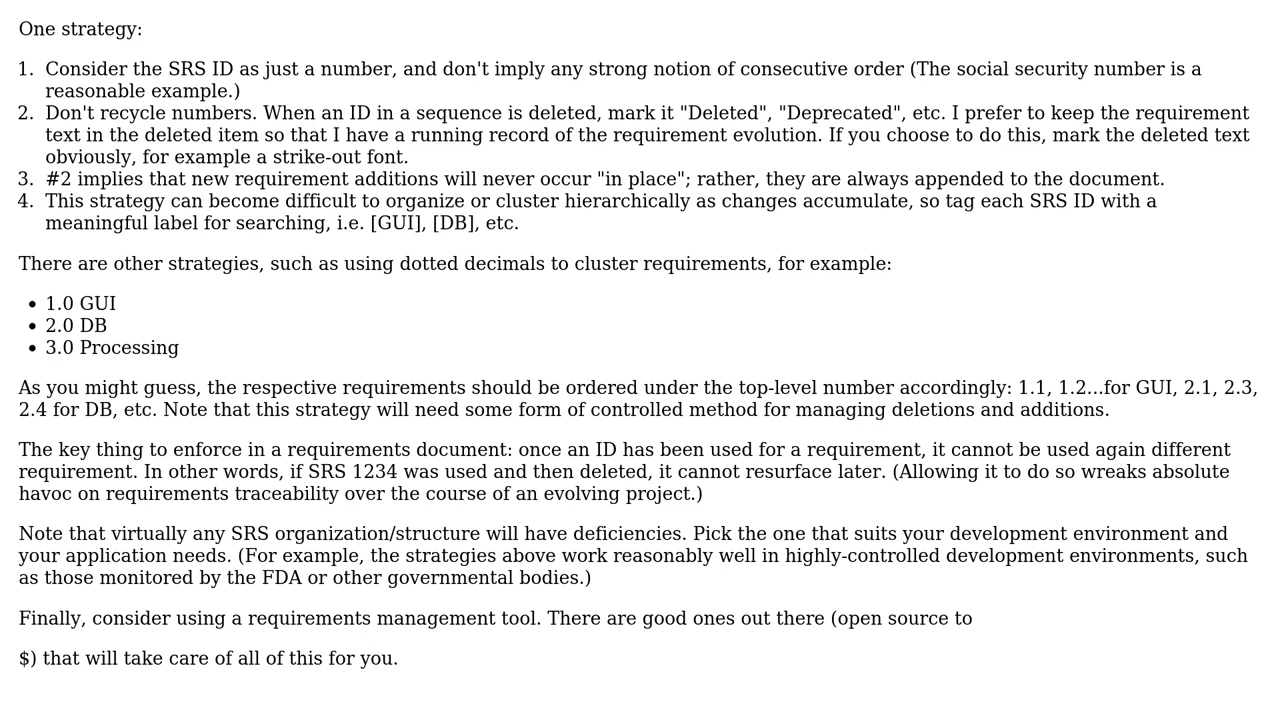 One strategy:
1. Consider the SRS ID as just a number, and don't imply any strong notion of consecutive order (The social security number is a
reasonable example.)
2. Don't recycle numbers. When an ID in a sequence is deleted, mark it "Deleted", "Deprecated", etc. I prefer to keep the requirement
text in the deleted item so that I have a running record of the requirement evolution. If you choose to do this, mark the deleted text
obviously, for example a strike-out font.
3. #2 implies that new requirement additions will never occur "in place"; rather, they are always appended to the document.
4. This strategy can become difficult to organize or cluster hierarchically as changes accumulate, so tag each SRS ID with a
meaningful label for searching, i.e. [GUI], [DB], etc.
There are other strategies, such as using dotted decimals to cluster requirements, for example:
• 1.0 GUI
• 2.0 DB
• 3.0 Processing
As you might guess, the respective requirements should be ordered under the top-level number accordingly: 1.1, 1.2...for GUI, 2.1, 2.3,
2.4 for DB, etc. Note that this strategy will need some form of controlled method for managing deletions and additions.
The key thing to enforce in a requirements document: once an ID has been used for a requirement, it cannot be used again different
requirement. In other words, if SRS 1234 was used and then deleted, it cannot resurface later. (Allowing it to do so wreaks absolute
havoc on requirements traceability over the course of an evolving project.)
Note that virtually any SRS organization/structure will have deficiencies. Pick the one that suits your development environment and
your application needs. (For example, the strategies above work reasonably well in highly-controlled development environments, such
as those monitored by the FDA or other governmental bodies.)
Finally, consider using a requirements management tool. There are good ones out there (open source to
$) that will take care of all of this for you.